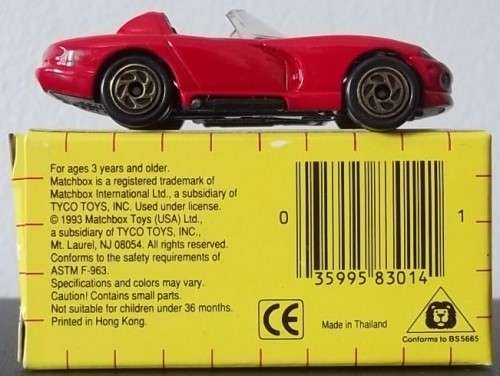 For ages 3 years and older.
Matchbox is a registered trademark of
Matchbox International Ltd., a subsidiary of
TYCO TOYS, INC. Used under license.
© 1993 Matchbox Toys (USA) Ltd.,
a subsidiary of TYCO TOYS, INC.,
Mt. Laurel, NJ 08054. All rights reserved.
Conforms to the safety requirements of
ASTM F-963.
Specifications and colors may vary.
Caution! Contains small parts.
Not suitable for children under 36 months.
Printed in Hong Kong.
0 35995 83014 1
CE
Made in Thailand
Conforms to BS5665